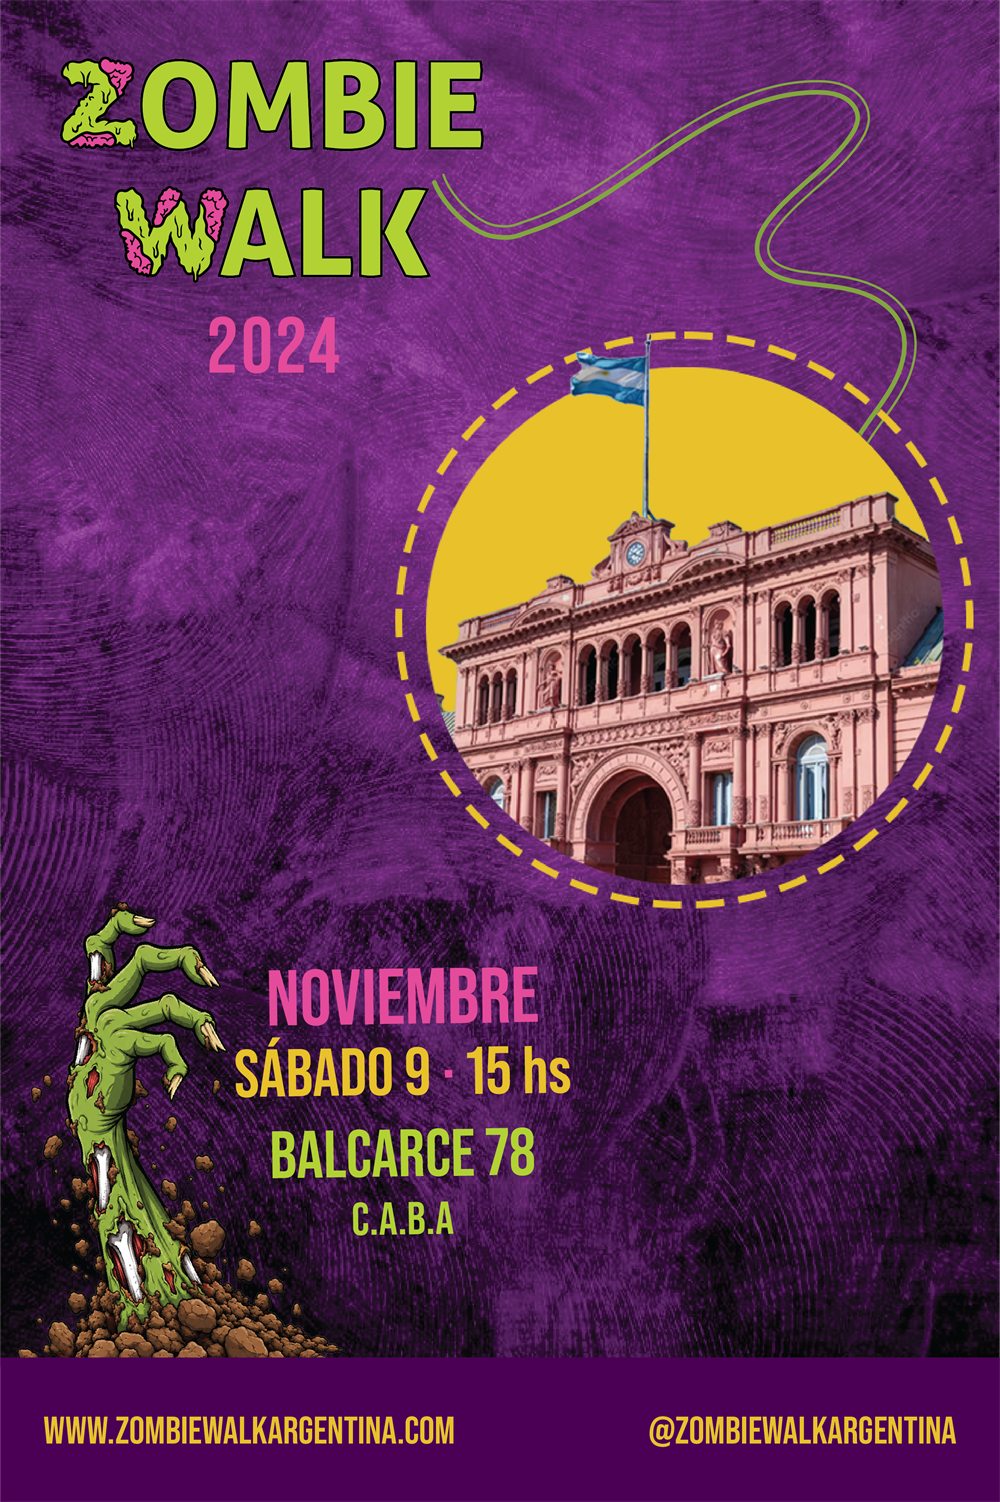 ZOMBIE
WALK
2024
NOVIEMBRE
SÁBADO 9 · 15 hs
BALCARCE 78
C.A.B.A
WWW.ZOMBIEWALKARGENTINA.COM
@ZOMBIEWALKARGENTINA